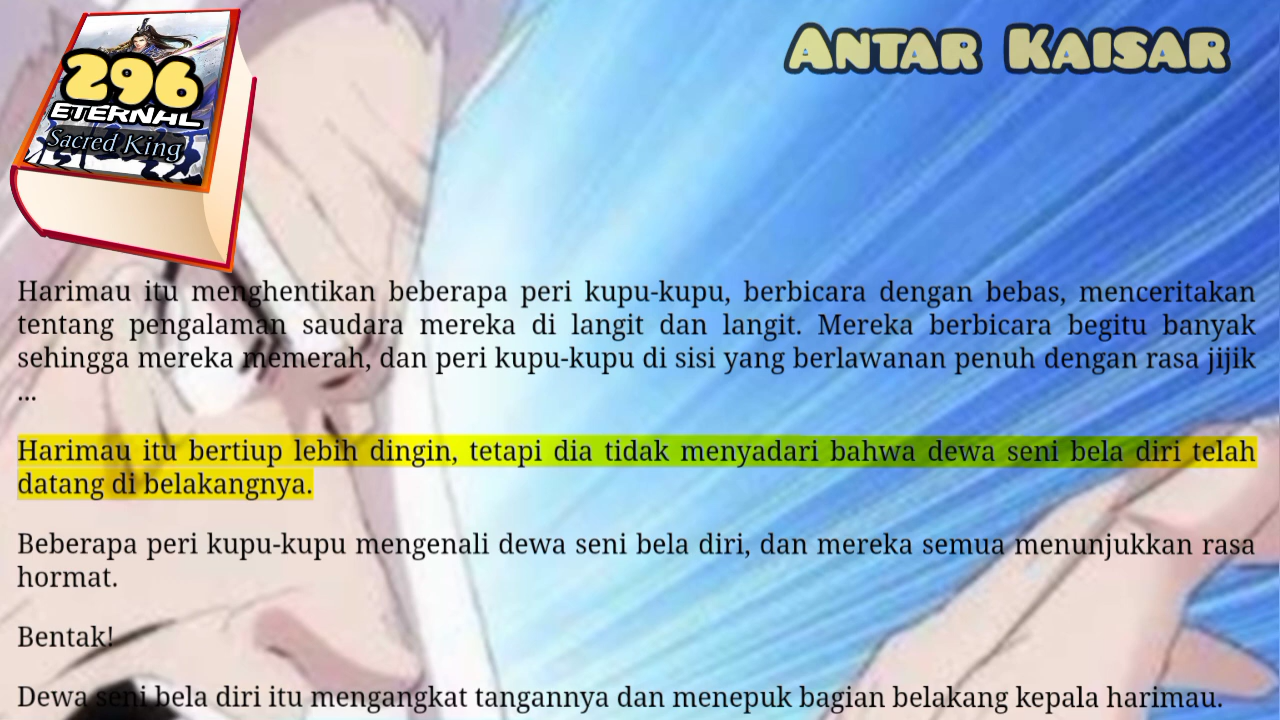 296
ETERNAL
Sacred King
ANTAR KAISAR
Harimau itu menghentikan beberapa peri kupu-kupu, berbicara dengan bebas, menceritakan
tentang pengalaman saudara mereka di langit dan langit. Mereka berbicara begitu banyak
sehingga mereka memerah, dan peri kupu-kupu di sisi yang berlawanan penuh dengan rasa jijik
...
Harimau itu bertiup lebih dingin, tetapi dia tidak menyadari bahwa dewa seni bela diri telah
datang di belakangnya.
Beberapa peri kupu-kupu mengenali dewa seni bela diri, dan mereka semua menunjukkan rasa
hormat.
Bentak!
Dewa seni bela diri itu mengangkat tangannya dan menepuk bagian belakang kepala harimau.